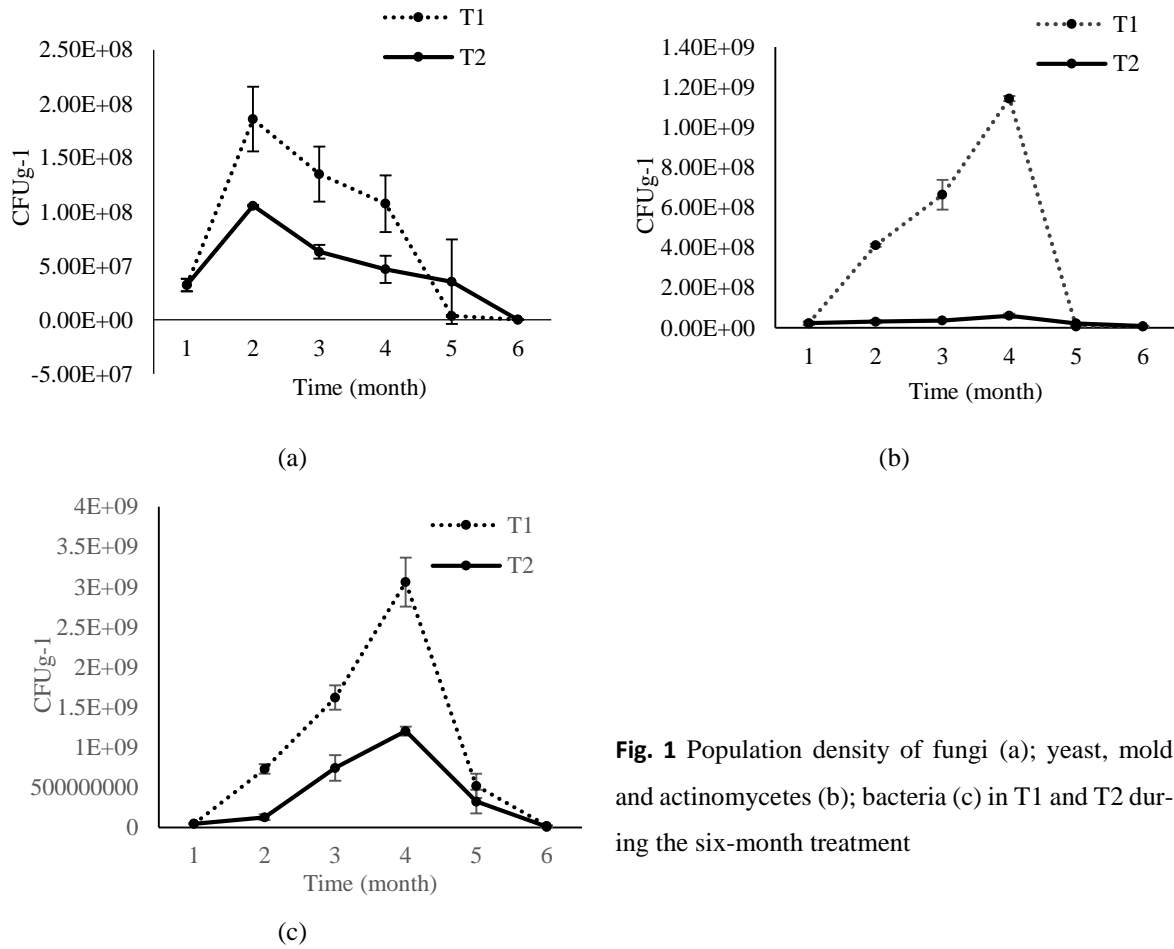 T1
T2
2.50E+08
2.00E+08
1.50E+08
1.00E+08
5.00E+07
0.00E+00
-5.00E+07
CFUg-1
1 2 3 4 5 6
Time (month)
(a)
T1
T2
1.40E+09
1.20E+09
1.00E+09
8.00E+08
6.00E+08
4.00E+08
2.00E+08
0.00E+00
CFUg-1
1 2 3 4 5 6
Time (month)
(b)
T1
T2
4E+09
3.5E+09
3E+09
2.5E+09
2E+09
1.5E+09
1E+09
500000000
0
CFUg-1
1 2 3 4 5 6
Time (month)
(c)
Fig. 1 Population density of fungi (a); yeast, mold
and actinomycetes (b); bacteria (c) in T1 and T2 dur-
ing the six-month treatment